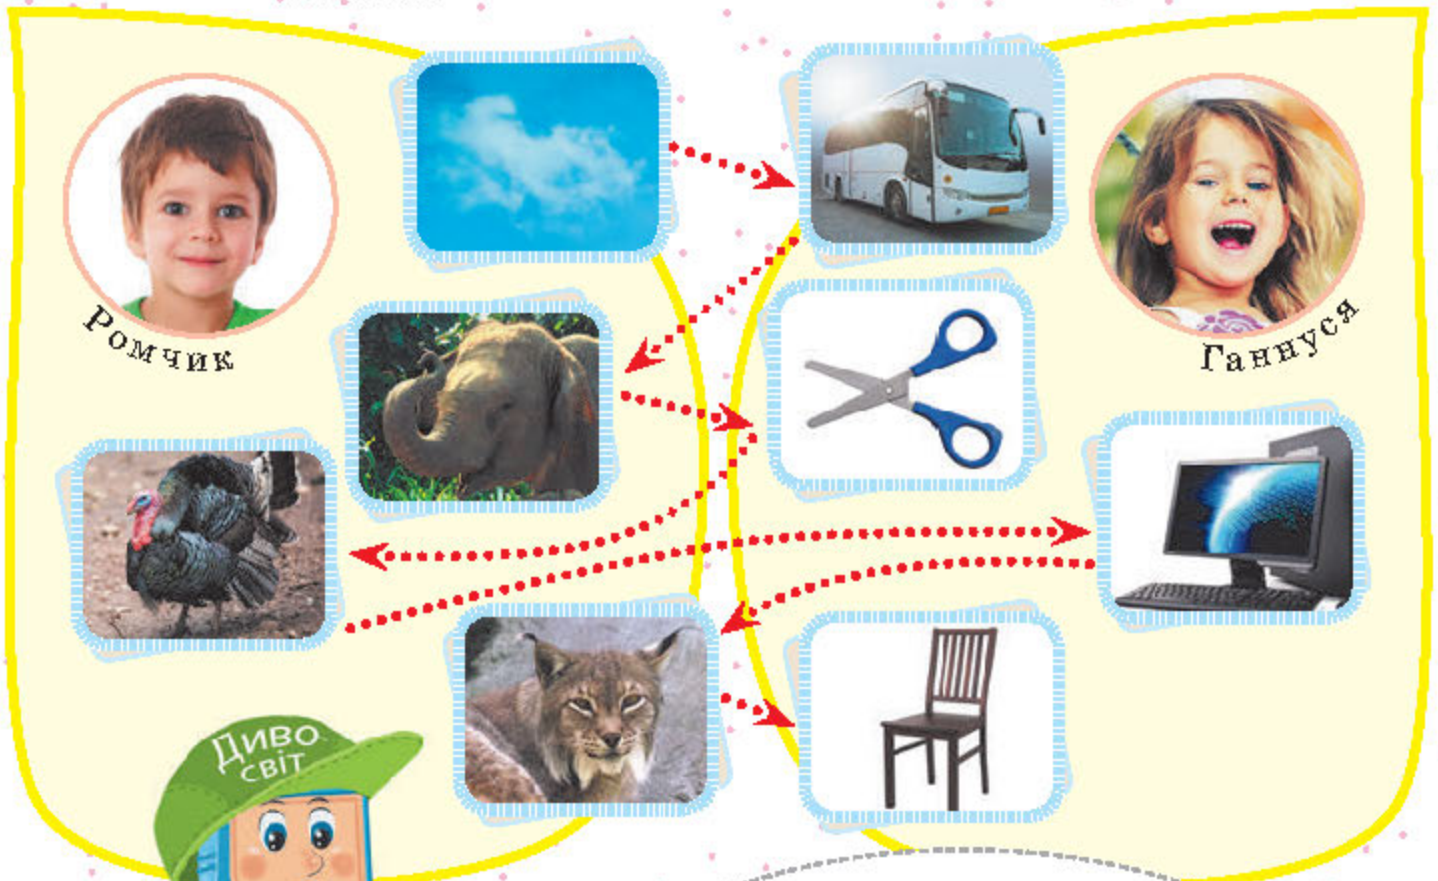 Ромчик
Ганнуся
Диво
світ